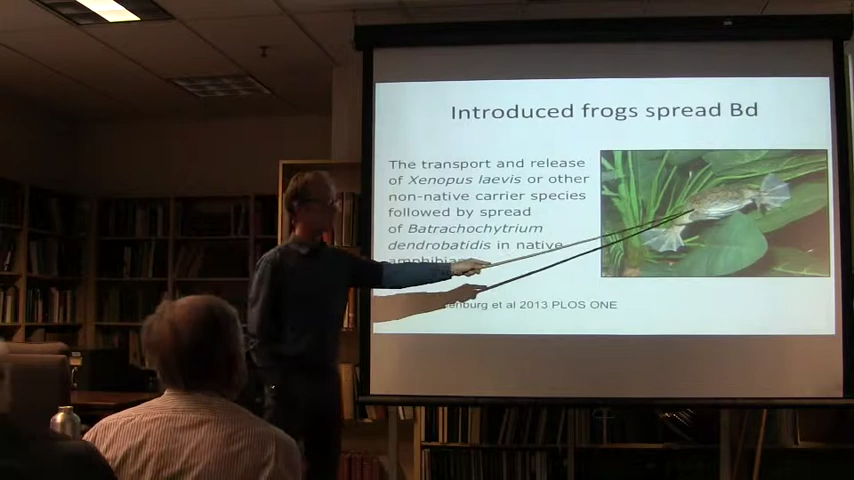 Introduced frogs spread Bd
The transport and release
of Xenopus laevis or other
non-native carrier species
followed by spread
of Batrachochytrium
dendrobatidis in native
et al 2013 PLOS ONE